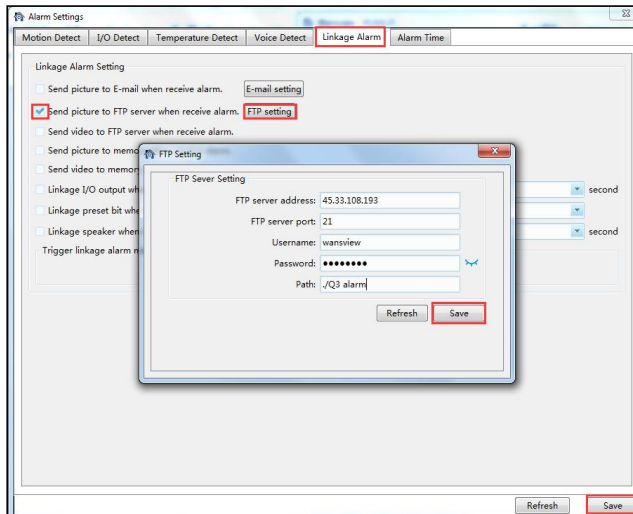 Alarm Settings
Motion Detect I/O Detect Temperature Detect Voice Detect Linkage Alarm Alarm Time
Linkage Alarm Setting
Send picture to E-mail when receive alarm. E-mail setting
Send picture to FTP server when receive alarm. FTP setting
Send video to FTP server when receive alarm.
Send picture to
Send video to
Linkage I/O output second
Linkage preset bit
Linkage speaker when second
Trigger linkage alarm
FTP Setting
FTP Sever Setting
FTP server address: 45.33.108.193
FTP server port: 21
Username: wansview
Password: ••••••••
Path: ./Q3 alarm
Refresh Save
Refresh Save